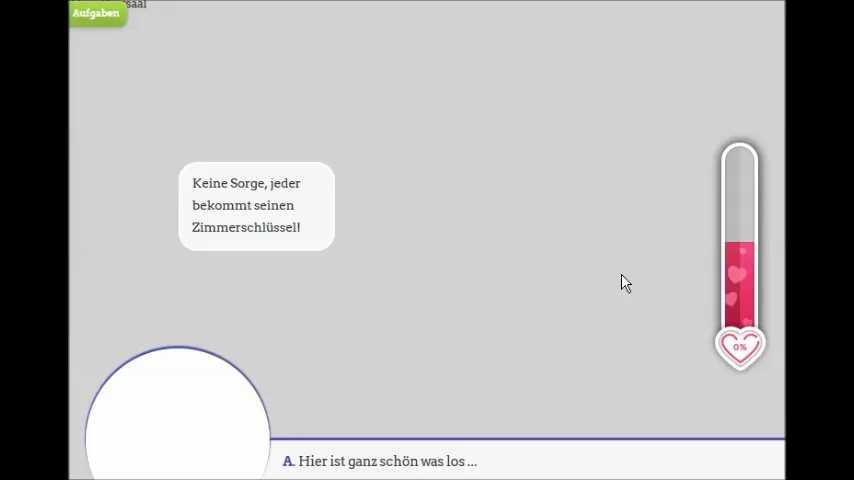 saal
Aufgaben
Keine Sorge, jeder
bekommt seinen
Zimmerschlüssel!
0%
A. Hier ist ganz schön was los ...